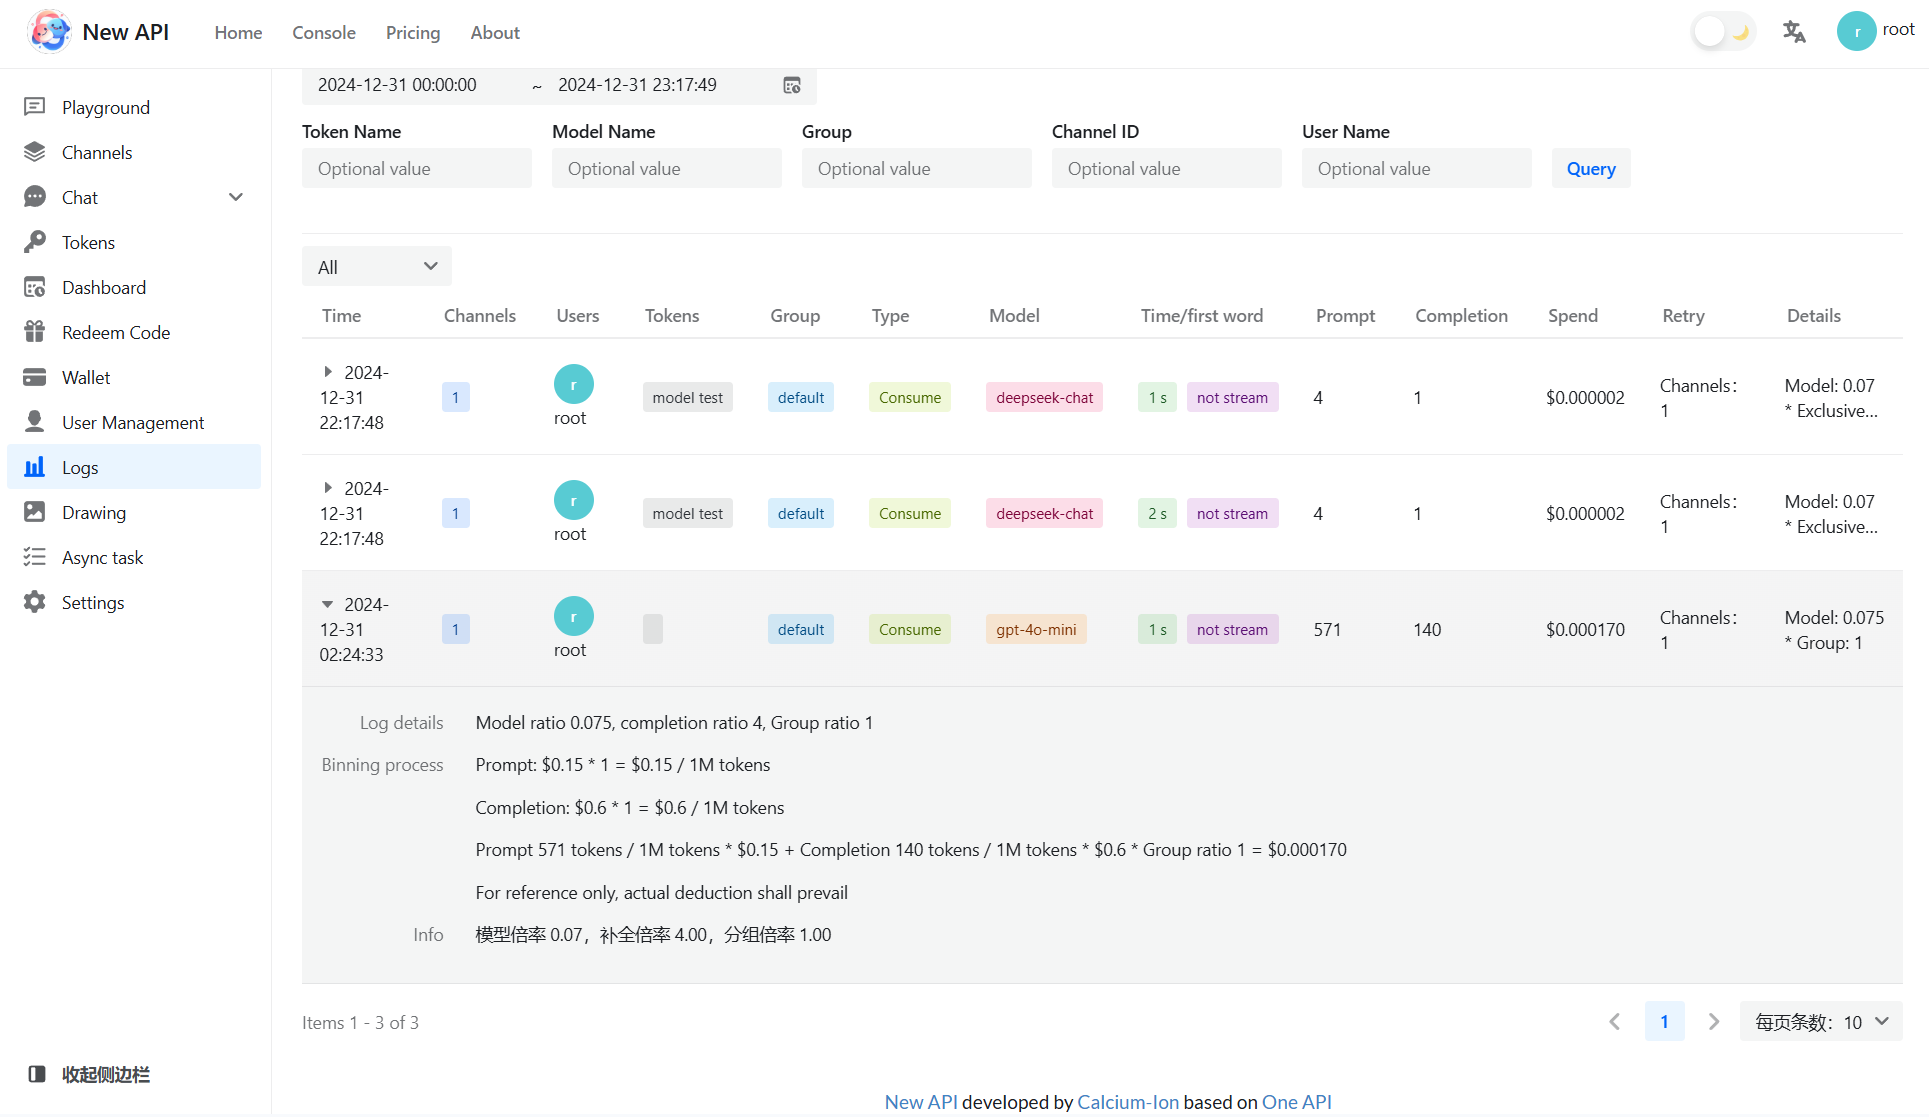 New API
Home
Console
Pricing
About
r
root
Playground
Channels
Chat
Tokens
Dashboard
Redeem Code
Wallet
User Management
Logs
Drawing
Async task
Settings
收起侧边栏
2024-12-31 00:00:00 ~ 2024-12-31 23:17:49
Token Name
Model Name
Group
Channel ID
User Name
Optional value
Optional value
Optional value
Optional value
Optional value
Query
All
Time Channels Users Tokens Group Type Model Time/first word Prompt Completion Spend Retry Details
2024-
12-31
22:17:48
1
r
root
model test
default
Consume
deepseek-chat
1 s
not stream
4
1
$0.000002
Channels：
1
Model: 0.07
* Exclusive...
2024-
12-31
22:17:48
1
r
root
model test
default
Consume
deepseek-chat
2 s
not stream
4
1
$0.000002
Channels：
1
Model: 0.07
* Exclusive...
2024-
12-31
02:24:33
1
r
root
default
Consume
gpt-4o-mini
1 s
not stream
571
140
$0.000170
Channels：
1
Model: 0.075
* Group: 1
Log details Model ratio 0.075, completion ratio 4, Group ratio 1
Binning process Prompt: $0.15 * 1 = $0.15 / 1M tokens
Completion: $0.6 * 1 = $0.6 / 1M tokens
Prompt 571 tokens / 1M tokens * $0.15 + Completion 140 tokens / 1M tokens * $0.6 * Group ratio 1 = $0.000170
For reference only, actual deduction shall prevail
Info 模型倍率 0.07，补全倍率 4.00，分组倍率 1.00
Items 1 - 3 of 3
1
每页条数：10
New API developed by Calcium-Ion based on One API